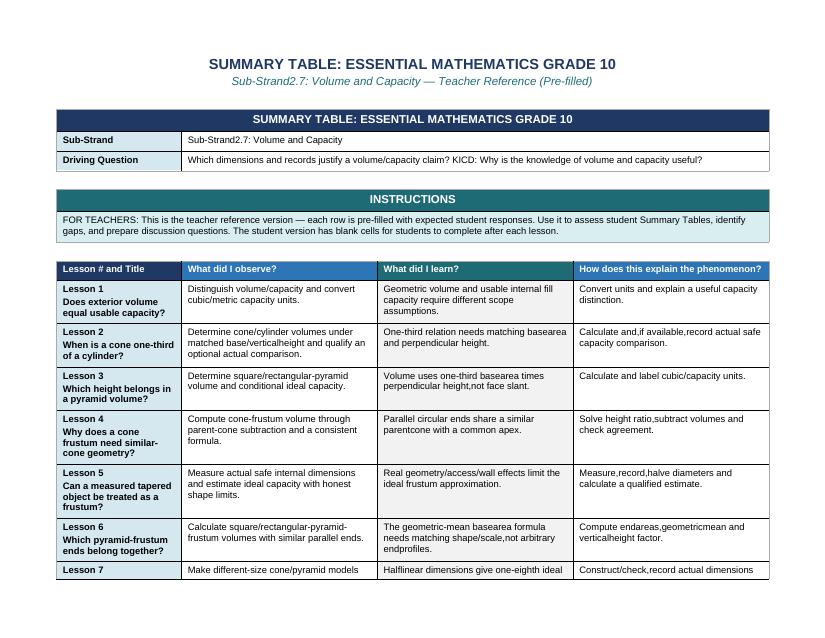 SUMMARY TABLE: ESSENTIAL MATHEMATICS GRADE 10
Sub-Strand2.7: Volume and Capacity — Teacher Reference (Pre-filled)
SUMMARY TABLE: ESSENTIAL MATHEMATICS GRADE 10
Sub-Strand
Sub-Strand2.7: Volume and Capacity
Driving Question
Which dimensions and records justify a volume/capacity claim? KICD: Why is the knowledge of volume and capacity useful?
INSTRUCTIONS
FOR TEACHERS: This is the teacher reference version — each row is pre-filled with expected student responses. Use it to assess student Summary Tables, identify
gaps, and prepare discussion questions. The student version has blank cells for students to complete after each lesson.
Lesson # and Title
What did I observe?
What did I learn?
How does this explain the phenomenon?
Lesson 1
Does exterior volume
equal usable capacity?
Distinguish volume/capacity and convert
cubic/metric capacity units.
Geometric volume and usable internal fill
capacity require different scope
assumptions.
Convert units and explain a useful capacity
distinction.
Lesson 2
When is a cone one-third
of a cylinder?
Determine cone/cylinder volumes under
matched base/verticalheight and qualify an
optional actual comparison.
One-third relation needs matching basearea
and perpendicular height.
Calculate and,if available,record actual safe
capacity comparison.
Lesson 3
Which height belongs in
a pyramid volume?
Determine square/rectangular-pyramid
volume and conditional ideal capacity.
Volume uses one-third basearea times
perpendicular height,not face slant.
Calculate and label cubic/capacity units.
Lesson 4
Why does a cone
frustum need similar-
cone geometry?
Compute cone-frustum volume through
parent-cone subtraction and a consistent
formula.
Parallel circular ends share a similar
parentcone with a common apex.
Solve height ratio,subtract volumes and
check agreement.
Lesson 5
Can a measured tapered
object be treated as a
frustum?
Measure actual safe internal dimensions
and estimate ideal capacity with honest
shape limits.
Real geometry/access/wall effects limit the
ideal frustum approximation.
Measure,record,halve diameters and
calculate a qualified estimate.
Lesson 6
Which pyramid-frustum
ends belong together?
Calculate square/rectangular-pyramid-
frustum volumes with similar parallel ends.
The geometric-mean basearea formula
needs matching shape/scale,not arbitrary
endprofiles.
Compute endareas,geometricmean and
verticalheight factor.
Lesson 7
Make different-size cone/pyramid models
Halflinear dimensions give one-eighth ideal
Construct/check,record actual dimensions